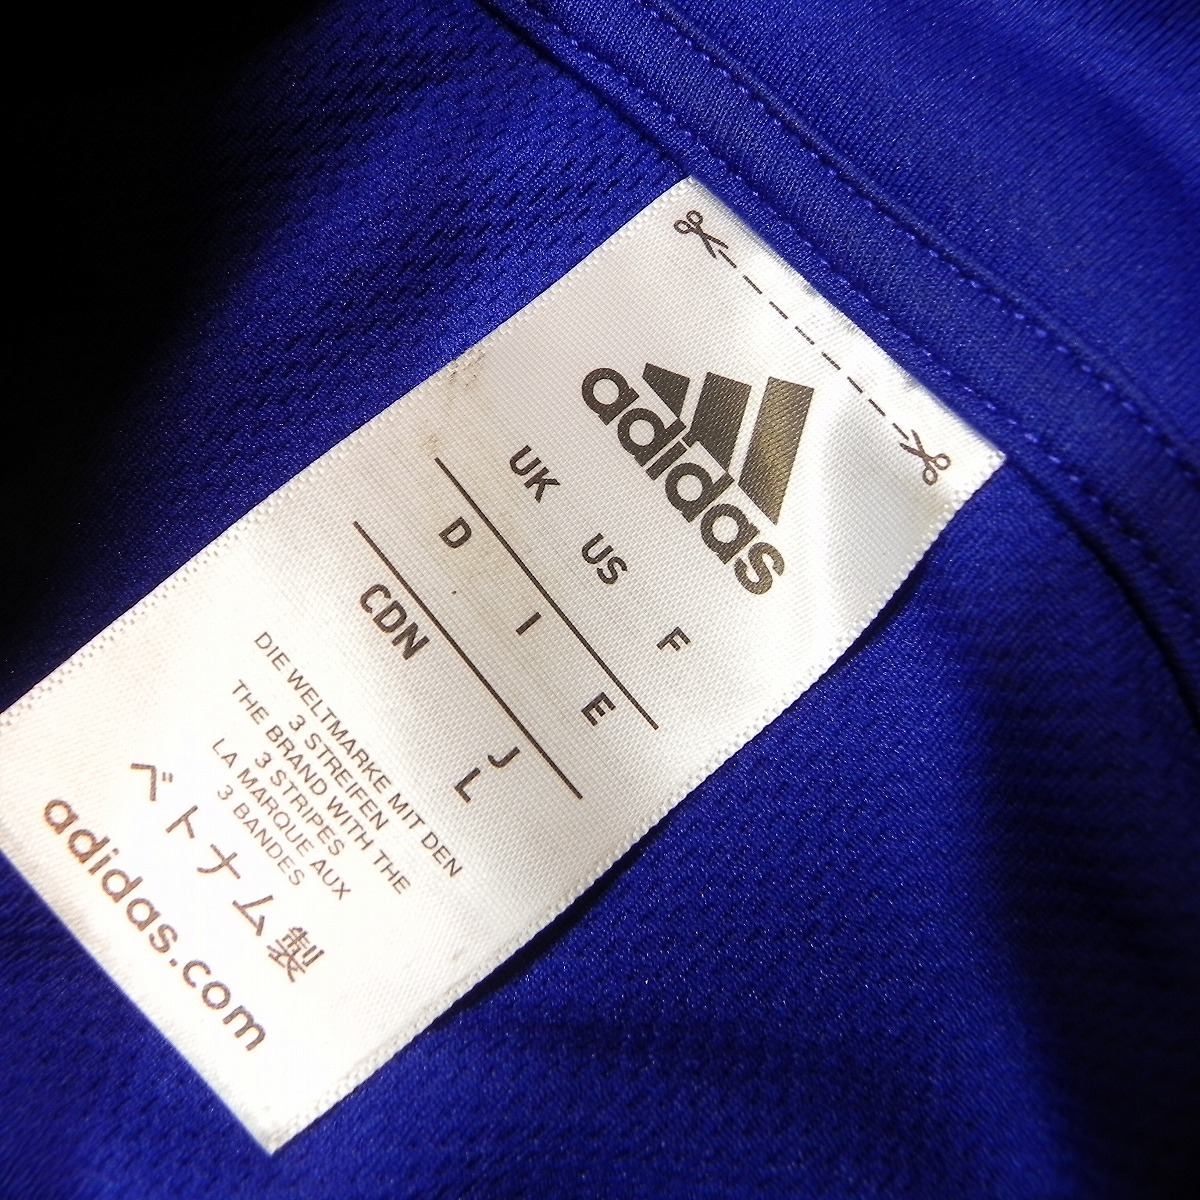 adidas
UK US F
D I E
CDN J
L
DIE WELTMARKE MIT DEN
3 STREIFEN
THE BRAND WITH THE
3 STRIPES
LA MARQUE AUX
3 BANDES
ベトナム製
adidas.com